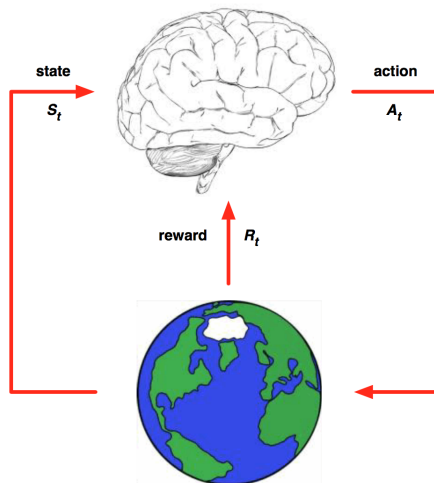 state
S_t
action
A_t
reward
R_t